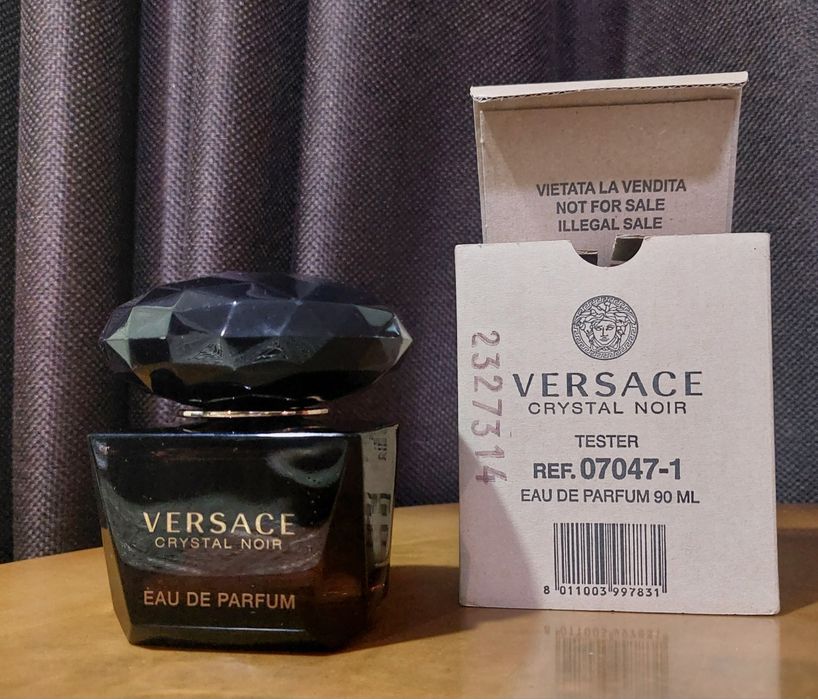 VERSACE
CRYSTAL NOIR
EAU DE PARFUM
VIETATA LA VENDITA
NOT FOR SALE
ILLEGAL SALE
2327314
VERSACE
CRYSTAL NOIR
TESTER
REF. 07047-1
EAU DE PARFUM 90 ML
8 011003 997831